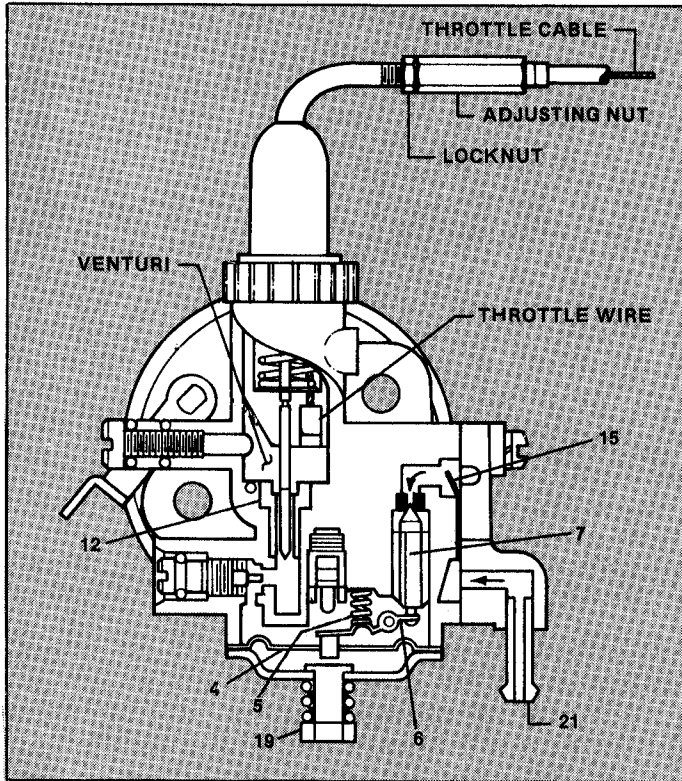 THROTTLE CABLE
ADJUSTING NUT
LOCKNUT
VENTURI
THROTTLE WIRE
15
12
7
4
5
6
19
21